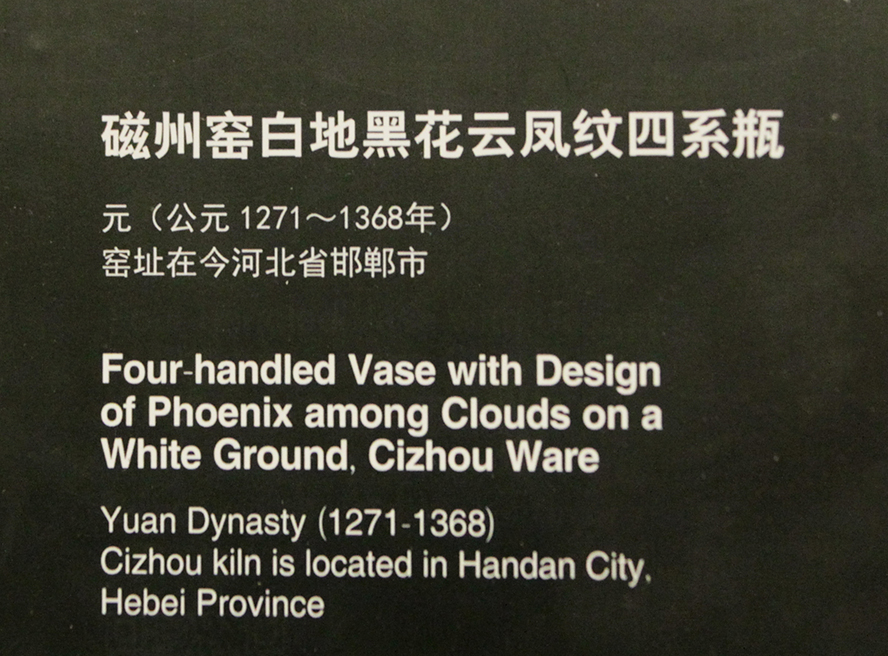 磁州窑白地黑花云凤纹四系瓶
元（公元 1271～1368年）
窑址在今河北省邯郸市
Four-handled Vase with Design
of Phoenix among Clouds on a
White Ground, Cizhou Ware
Yuan Dynasty (1271-1368)
Cizhou kiln is located in Handan City,
Hebei Province